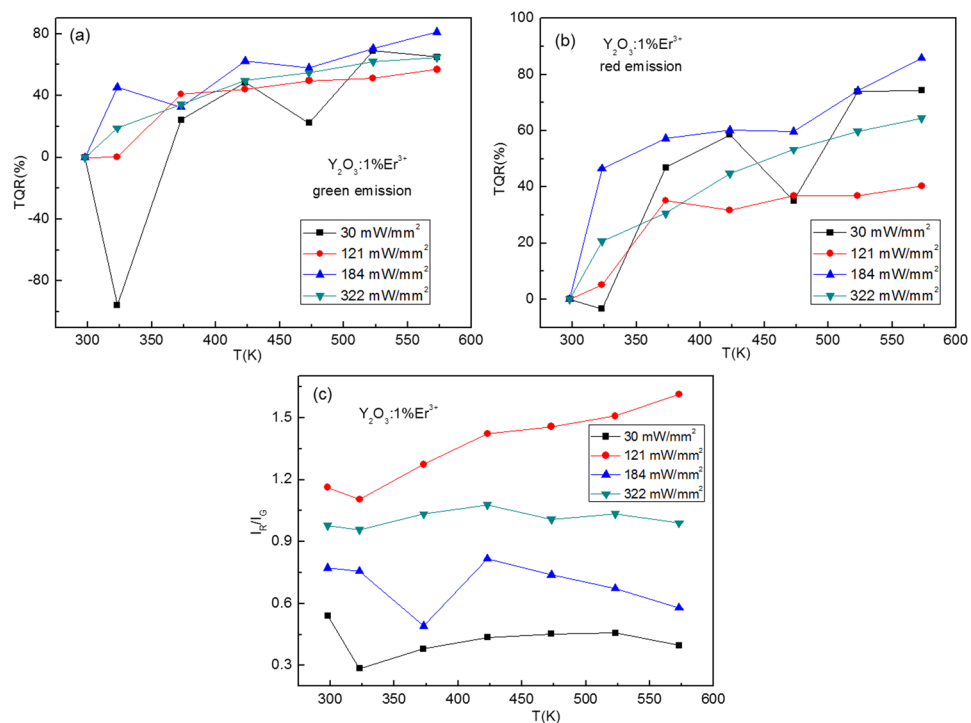 (a)
TQR(%)
80
40
0
-40
-80
Y₂O₃:1%Er³⁺
green emission
30 mW/mm²
121 mW/mm²
184 mW/mm²
322 mW/mm²
300 350 400 450 500 550 600
T(K)
(b)
Y₂O₃:1%Er³⁺
red emission
TQR(%)
100
80
60
40
20
0
30 mW/mm²
121 mW/mm²
184 mW/mm²
322 mW/mm²
300 350 400 450 500 550 600
T(K)
(c)
Y₂O₃:1%Er³⁺
I_R/I_G
1.5
1.2
0.9
0.6
0.3
30 mW/mm²
121 mW/mm²
184 mW/mm²
322 mW/mm²
300 350 400 450 500 550 600
T(K)